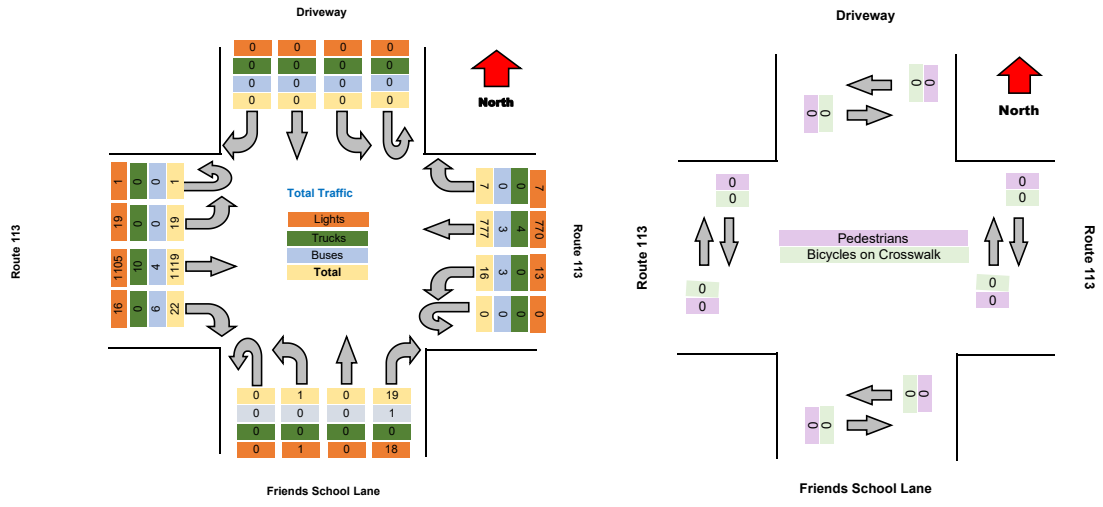 Driveway
0 0 0 0
0 0 0 0
0 0 0 0
0 0 0 0
North
Route 113
1 0 0 1
19 0 0 19
1105 10 4 1119
16 0 6 22
Total Traffic
Lights
Trucks
Buses
Total
7 0 0 7
777 3 4 770
16 3 0 13
0 0 0 0
Route 113
0 1 0 19
0 0 0 1
0 0 0 0
0 1 0 18
Friends School Lane
Driveway
0 0
0 0
North
0
0
0
0
Route 113
Pedestrians
Bicycles on Crosswalk
Route 113
0
0
0
0
0 0
0 0
Friends School Lane